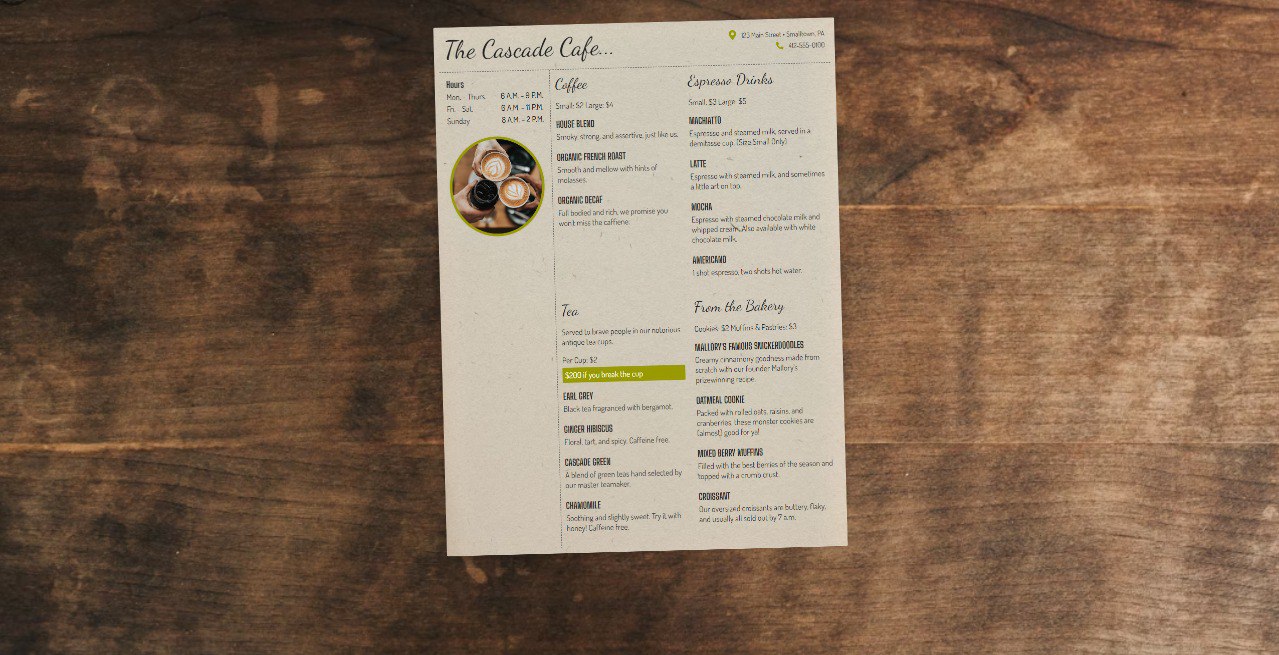 The Cascade Cafe...
123 Main Street • Smalltown, PA
412-555-0100
Hours
Mon. - Thurs. 6 A.M. - 9 P.M.
Fri. - Sat. 6 A.M. - 11 P.M.
Sunday 8 A.M. - 2 P.M.
Coffee
Small: $2 Large: $4
HOUSE BLEND
Smoky, strong, and assertive, just like us.
ORGANIC FRENCH ROAST
Smooth and mellow with hints of
molasses.
ORGANIC DECAF
Full bodied and rich, we promise you
won't miss the caffiene.
Espresso Drinks
Small: $3 Large: $5
MACHIATTO
Espresso and steamed milk, served in a
demitasse cup. (Size Small Only)
LATTE
Espresso with steamed milk, and sometimes
a little art on top.
MOCHA
Espresso with steamed chocolate milk and
whipped cream. Also available with white
chocolate milk.
AMERICANO
1 shot espresso, two shots hot water.
Tea
Served to brave people in our notorious
antique tea cups.
Per Cup: $2
$200 if you break the cup
EARL GREY
Black tea fragranced with bergamot.
GINGER HIBISCUS
Floral, tart, and spicy. Caffeine free.
CASCADE GREEN
A blend of green teas hand selected by
our master teamaker.
CHAMOMILE
Soothing and slightly sweet. Try it with
honey! Caffeine free.
From the Bakery
Cookies: $2 Muffins & Pastries: $3
MALLORY'S FAMOUS SNICKERDOODLES
Creamy cinnamony goodness made from
scratch with our founder Mallory's
prizewinning recipe.
OATMEAL COOKIE
Packed with rolled oats, raisins, and
cranberries, these monster cookies are
(almost) good for ya!
MIXED BERRY MUFFINS
Filled with the best berries of the season and
topped with a crumb crust.
CROISSANT
Our oversized croissants are buttery, flaky,
and usually all sold out by 7 a.m.